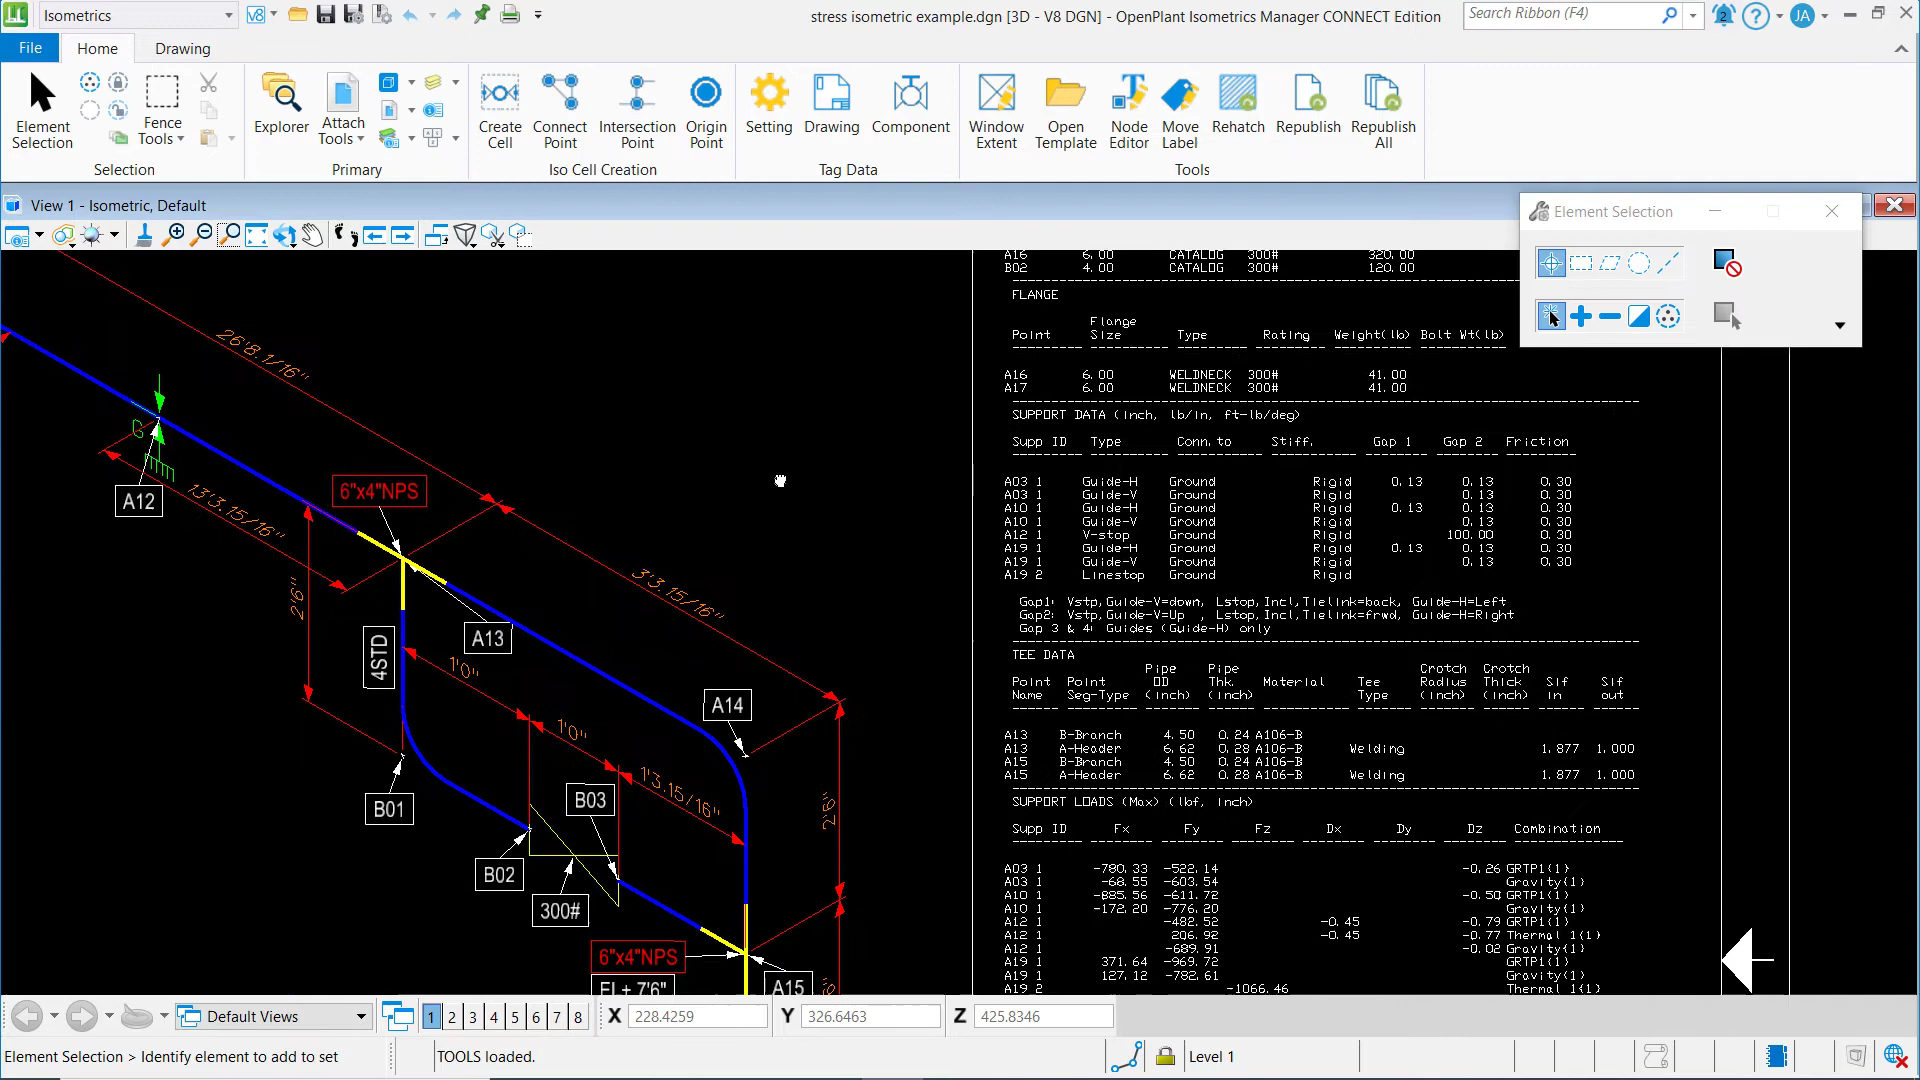 Isometrics
V8
stress isometric example.dgn [3D - V8 DGN] - OpenPlant Isometrics Manager CONNECT Edition
Search Ribbon (F4)
2
JA
File
Home
Drawing
Element Selection
Fence Tools
Explorer
Attach Tools
Create Cell
Connect Point
Intersection Point
Origin Point
Setting
Drawing
Component
Window Extent
Open Template
Node Editor
Move Label
Rehatch
Republish
Republish All
Selection
Primary
Iso Cell Creation
Tag Data
Tools
View 1 - Isometric, Default
Element Selection
26'8.1/16"
A12
13'3.15/16"
6"x4"NPS
2'6"
4STD
A13
3'3.15/16"
1'0"
A14
1'0"
1'3.15/16"
2'6"
B01
B03
B02
300#
6"x4"NPS
EL+ 7'6"
A15
A16 6.00 CATALOG 300# 320.00
B02 4.00 CATALOG 300# 120.00
FLANGE
Flange
Point Size Type Rating Weight(lb) Bolt Wt(lb)
A16 6.00 WELDNECK 300# 41.00
A17 6.00 WELDNECK 300# 41.00
SUPPORT DATA (inch, lb/in, ft-lb/deg)
Supp ID Type Conn.to Stiff. Gap 1 Gap 2 Friction
A03 1 Guide-H Ground Rigid 0.13 0.13 0.30
A03 1 Guide-V Ground Rigid 0.13 0.30
A10 1 Guide-H Ground Rigid 0.13 0.13 0.30
A10 1 Guide-V Ground Rigid 0.13 0.30
A12 1 V-stop Ground Rigid 100.00 0.30
A19 1 Guide-H Ground Rigid 0.13 0.13 0.30
A19 1 Guide-V Ground Rigid 0.13 0.30
A19 2 Linestop Ground Rigid
Gap1: Vstp,Guide-V=down, Lstop,Incl,Tielink=back, Guide-H=Left
Gap2: Vstp,Guide-V=Up , Lstop,Incl,Tielink=frwd, Guide-H=Right
Gap 3 & 4: Guides (Guide-H) only
TEE DATA
Pipe Pipe Crotch Crotch
Point Point OD Thk. Material Tee Radius Thick Sif Sif
Name Seg-Type (inch) (inch) Type (inch) (inch) in out
A13 B-Branch 4.50 0.24 A106-B
A13 A-Header 6.62 0.28 A106-B Welding 1.877 1.000
A15 B-Branch 4.50 0.24 A106-B
A15 A-Header 6.62 0.28 A106-B Welding 1.877 1.000
SUPPORT LOADS (Max) (lbf, inch)
Supp ID Fx Fy Fz Dx Dy Dz Combination
A03 1 -780.33 -522.14 -0.26 GRTP1(1)
A03 1 -68.55 -603.54 Gravity(1)
A10 1 -885.56 -611.72 -0.50 GRTP1(1)
A10 1 -172.20 -776.20 Gravity(1)
A12 1 -482.52 -0.45 -0.79 GRTP1(1)
A12 1 206.92 -0.45 -0.77 Thermal 1(1)
A12 1 -689.91 -0.02 Gravity(1)
A19 1 371.64 -969.72 GRTP1(1)
A19 1 127.12 -782.61 Gravity(1)
A19 2 -1066.46 Thermal 1(1)
Default Views
1 2 3 4 5 6 7 8
X 228.4259
Y 326.6463
Z 425.8346
Element Selection > Identify element to add to set
TOOLS loaded.
Level 1